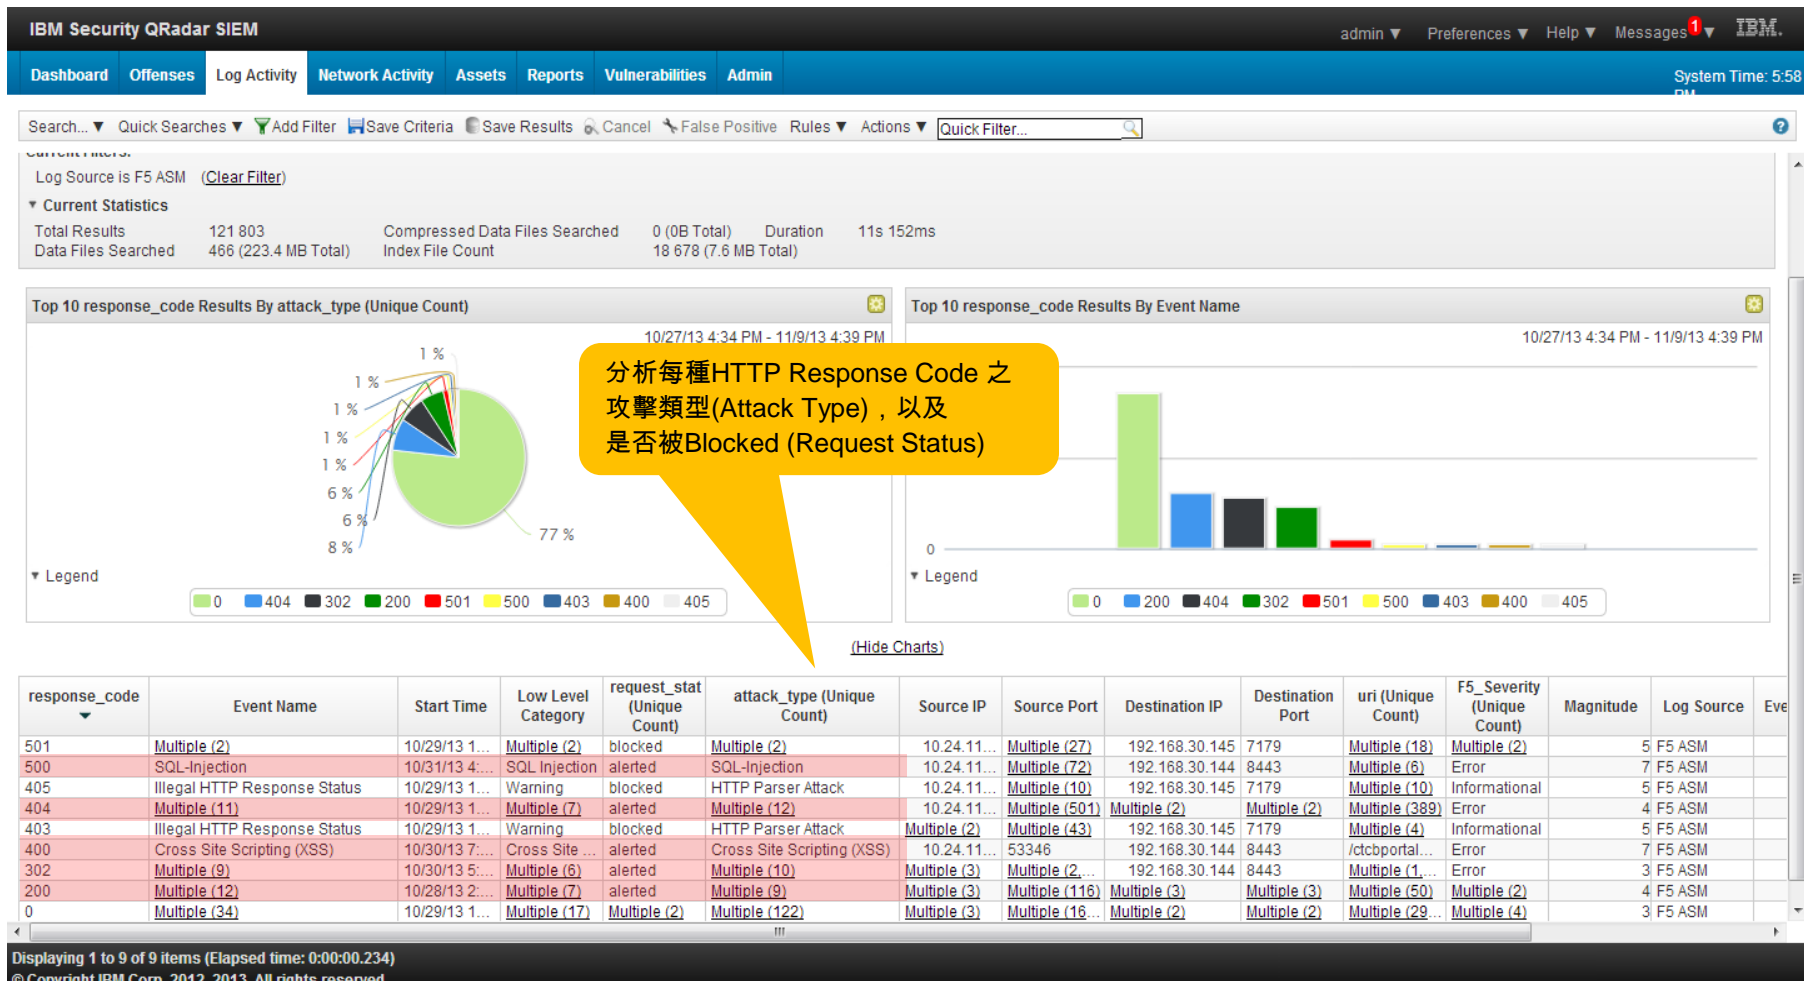 IBM Security QRadar SIEM
admin ▼ Preferences ▼ Help ▼ Messages 1 ▼ IBM.
Dashboard Offenses Log Activity Network Activity Assets Reports Vulnerabilities Admin System Time: 5:58
PM
Search... ▼ Quick Searches ▼ Add Filter Save Criteria Save Results Cancel False Positive Rules ▼ Actions ▼ Quick Filter...
Current Filters:
Log Source is F5 ASM (Clear Filter)
▼ Current Statistics
Total Results 121 803 Compressed Data Files Searched 0 (0B Total) Duration 11s 152ms
Data Files Searched 466 (223.4 MB Total) Index File Count 18 678 (7.6 MB Total)
Top 10 response_code Results By attack_type (Unique Count)
10/27/13 4:34 PM - 11/9/13 4:39 PM
1 %
1 %
1 %
1 %
1 %
6 %
6 %
8 %
77 %
▼ Legend
0 404 302 200 501 500 403 400 405
Top 10 response_code Results By Event Name
10/27/13 4:34 PM - 11/9/13 4:39 PM
0
▼ Legend
0 200 404 302 501 500 403 400 405
分析每種HTTP Response Code 之
攻擊類型(Attack Type)，以及
是否被Blocked (Request Status)
(Hide Charts)
response_code Event Name Start Time Low Level Category request_stat (Unique Count) attack_type (Unique Count) Source IP Source Port Destination IP Destination Port uri (Unique Count) F5_Severity (Unique Count) Magnitude Log Source Eve
501 Multiple (2) 10/29/13 1... Multiple (2) blocked Multiple (2) 10.24.11... Multiple (27) 192.168.30.145 7179 Multiple (18) Multiple (2) 5 F5 ASM
500 SQL-Injection 10/31/13 4:... SQL Injection alerted SQL-Injection 10.24.11... Multiple (72) 192.168.30.144 8443 Multiple (6) Error 7 F5 ASM
405 Illegal HTTP Response Status 10/29/13 1... Warning blocked HTTP Parser Attack 10.24.11... Multiple (10) 192.168.30.145 7179 Multiple (10) Informational 5 F5 ASM
404 Multiple (11) 10/29/13 1... Multiple (7) alerted Multiple (12) 10.24.11... Multiple (501) Multiple (2) Multiple (2) Multiple (389) Error 4 F5 ASM
403 Illegal HTTP Response Status 10/29/13 1... Warning blocked HTTP Parser Attack Multiple (2) Multiple (43) 192.168.30.145 7179 Multiple (4) Informational 5 F5 ASM
400 Cross Site Scripting (XSS) 10/30/13 7:... Cross Site ... alerted Cross Site Scripting (XSS) 10.24.11... 53346 192.168.30.144 8443 /ctcbportal... Error 7 F5 ASM
302 Multiple (9) 10/30/13 5:... Multiple (6) alerted Multiple (10) Multiple (3) Multiple (2,... 192.168.30.144 8443 Multiple (1,... Error 3 F5 ASM
200 Multiple (12) 10/28/13 2:... Multiple (7) alerted Multiple (9) Multiple (3) Multiple (116) Multiple (3) Multiple (3) Multiple (50) Multiple (2) 4 F5 ASM
0 Multiple (34) 10/29/13 1... Multiple (17) Multiple (2) Multiple (122) Multiple (3) Multiple (16... Multiple (2) Multiple (2) Multiple (29... Multiple (4) 3 F5 ASM
Displaying 1 to 9 of 9 items (Elapsed time: 0:00:00.234)
© Copyright IBM Corp. 2012, 2013. All rights reserved.